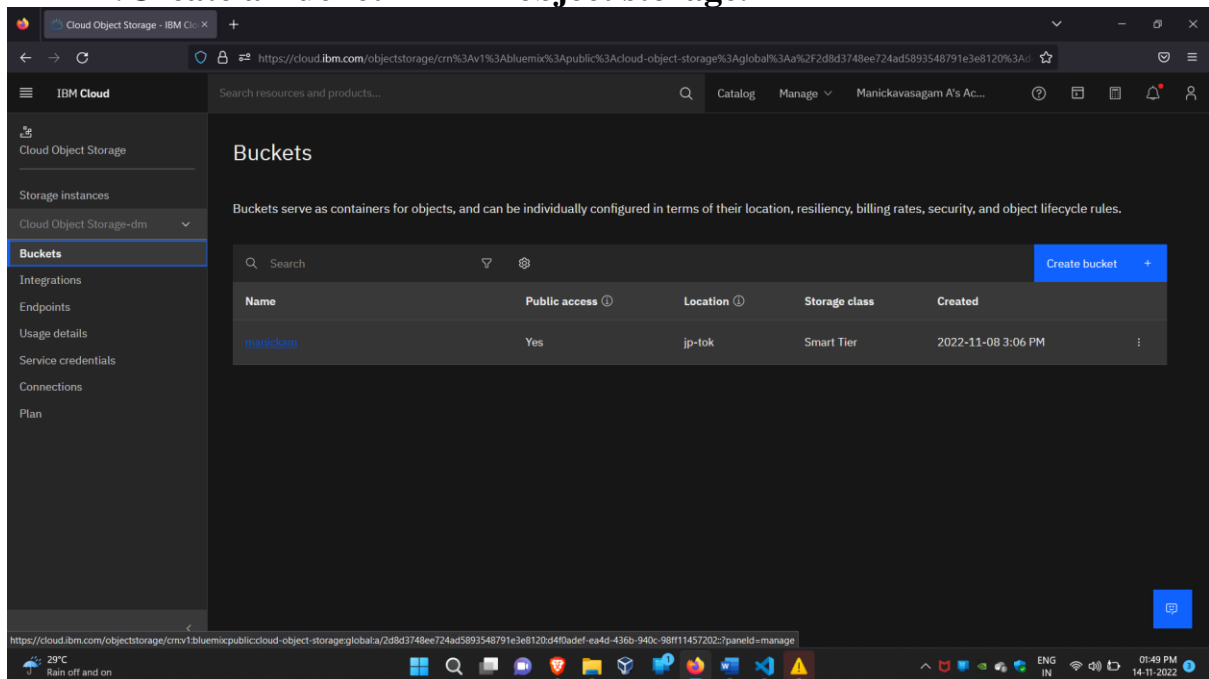 object storage.
Cloud Object Storage - IBM Clo
https://cloud.ibm.com/objectstorage/crn%3Av1%3Abluemix%3Apublic%3Acloud-object-storage%3Aglobal%3Aa%2F2d8d3748ee724ad5893548791e3e8120%3Ad
IBM Cloud
Search resources and products...
Catalog
Manage
Manickavasagam A's Ac...
Cloud Object Storage
Storage instances
Cloud Object Storage-dm
Buckets
Integrations
Endpoints
Usage details
Service credentials
Connections
Plan
Buckets
Buckets serve as containers for objects, and can be individually configured in terms of their location, resiliency, billing rates, security, and object lifecycle rules.
Search
Create bucket +
Name Public access Location Storage class Created
manickam Yes jp-tok Smart Tier 2022-11-08 3:06 PM
https://cloud.ibm.com/objectstorage/crn:v1:bluemix:public:cloud-object-storage:global:a/2d8d3748ee724ad5893548791e3e8120:d4f0adef-ea4d-436b-940c-98ff11457202::?paneId=manage
29°C
Rain off and on
ENG
IN
01:49 PM
14-11-2022
3